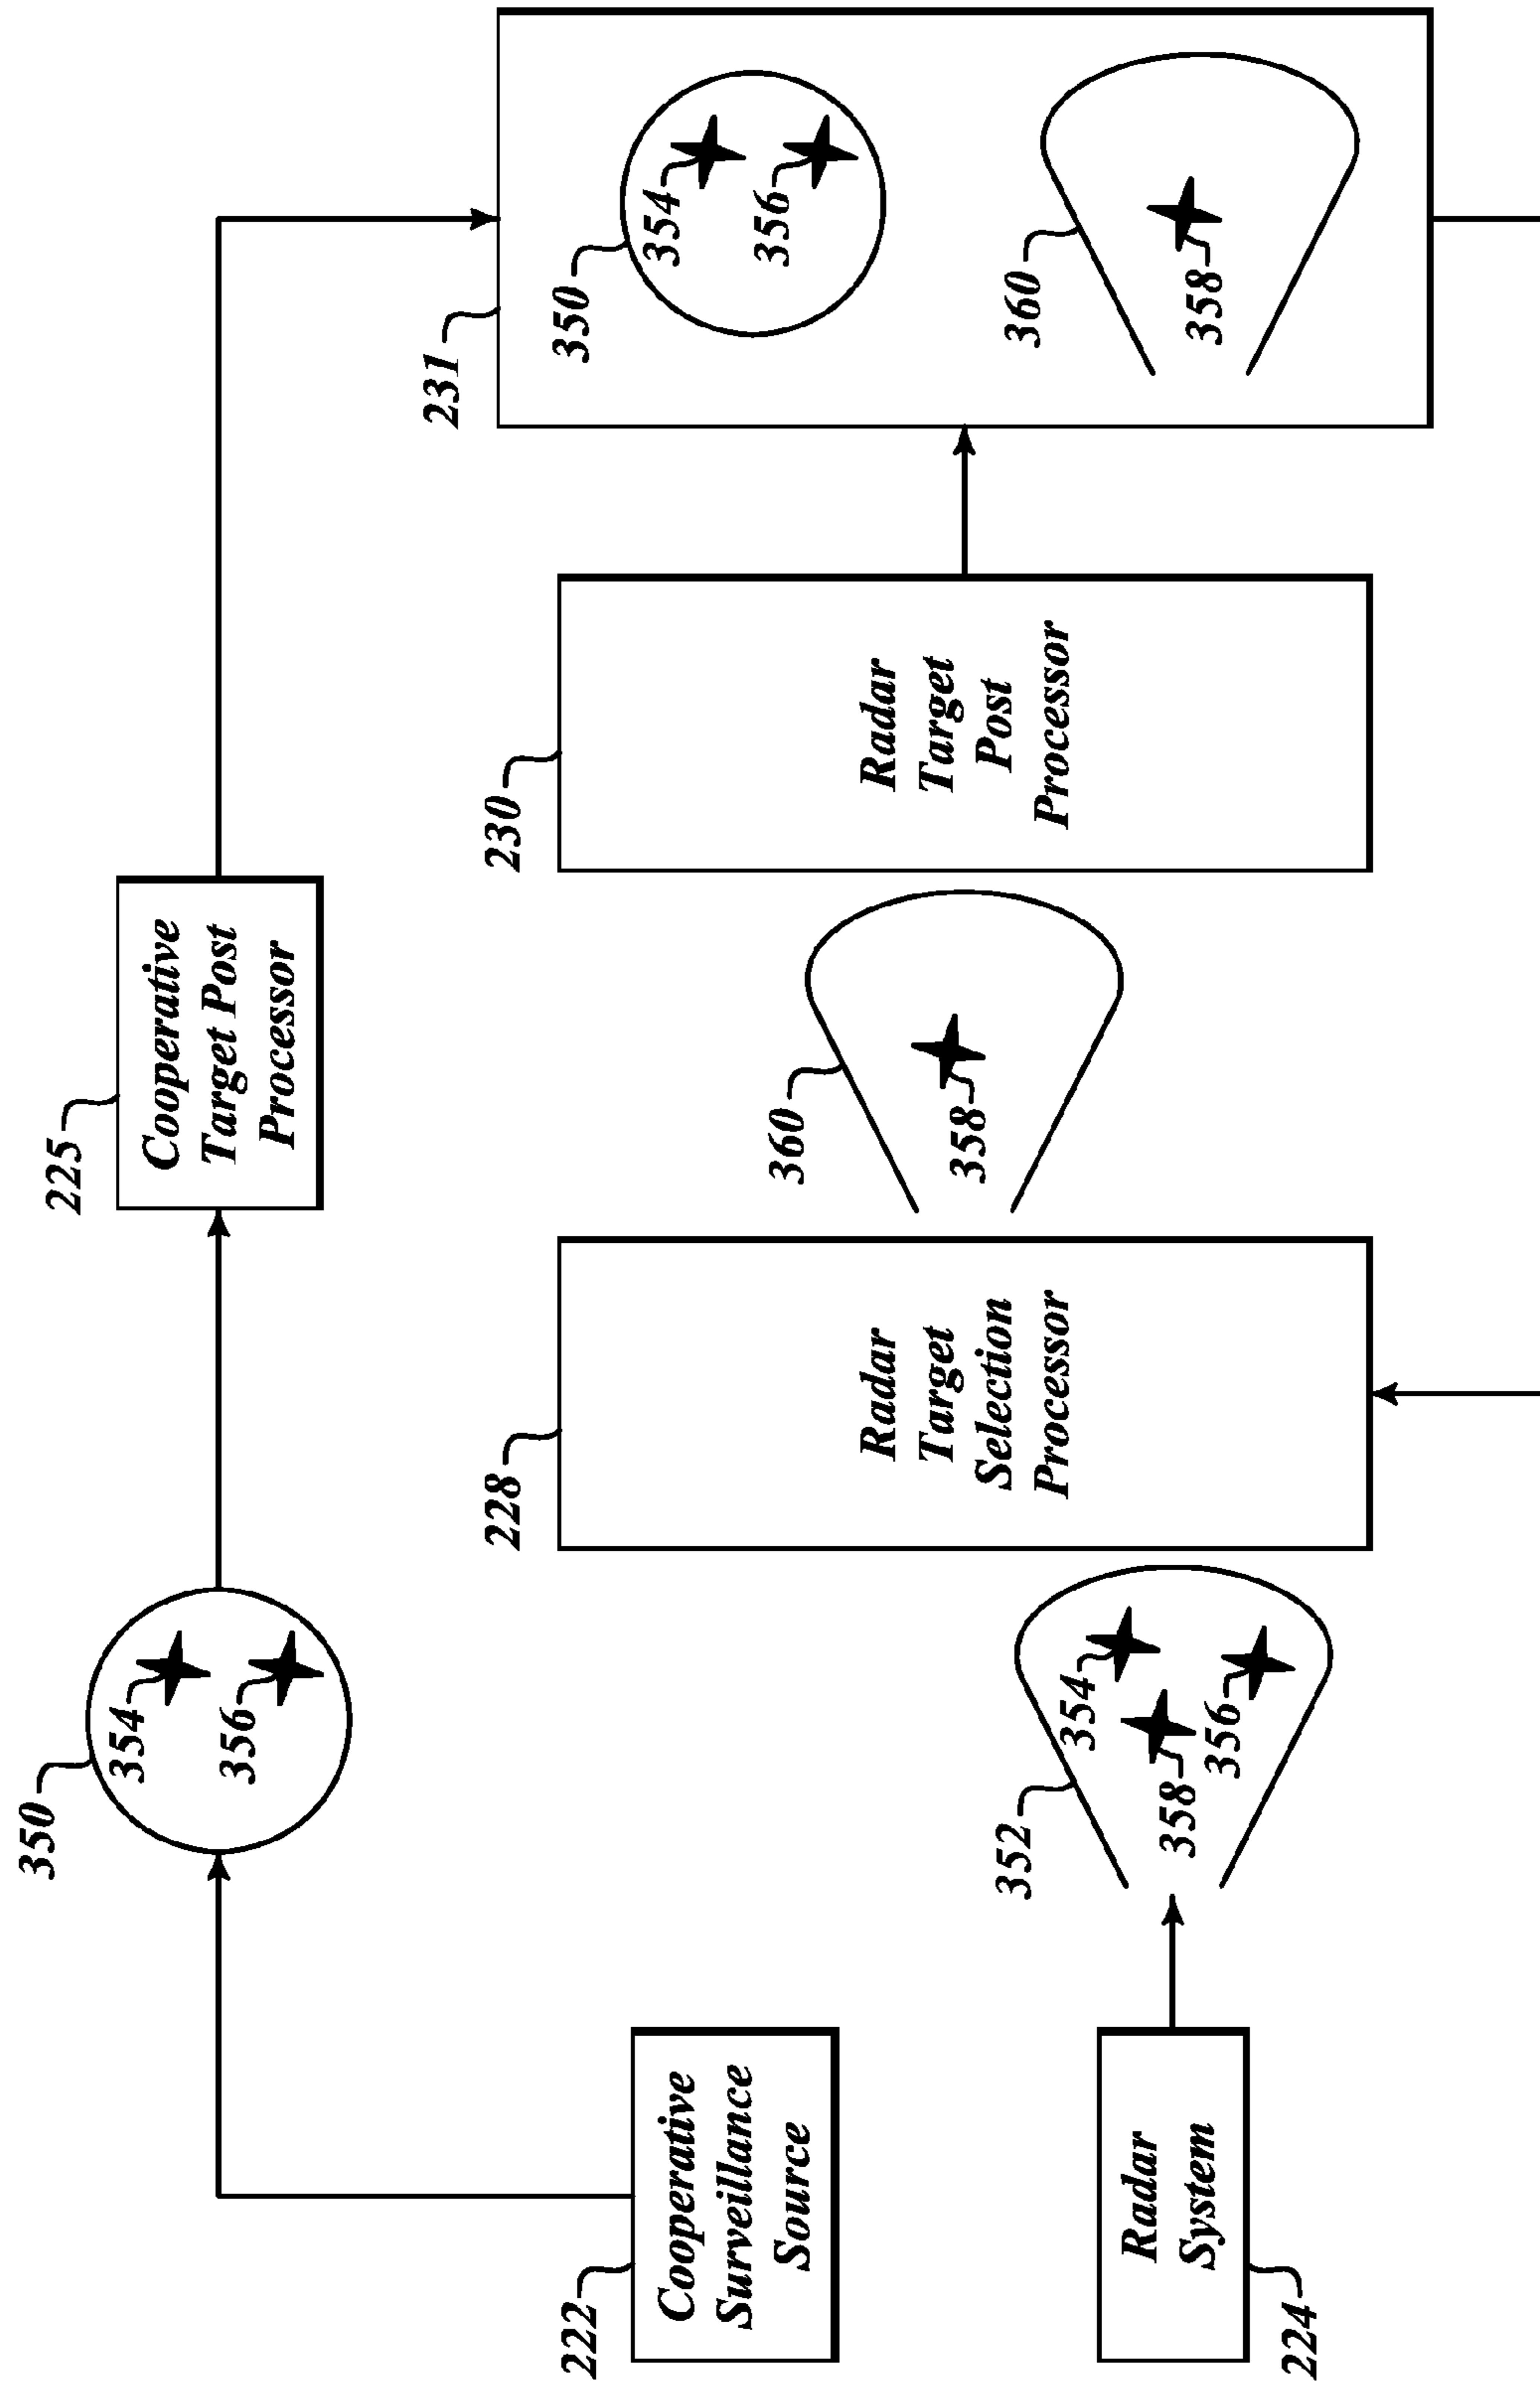 350
354
356
225
Cooperative
Target Post
Processor
231
350
354
356
360
358
222
Cooperative
Surveillance
Source
228
Radar
Target
Selection
Processor
360
358
230
Radar
Target
Post
Processor
352
354
358
356
Radar
System
224